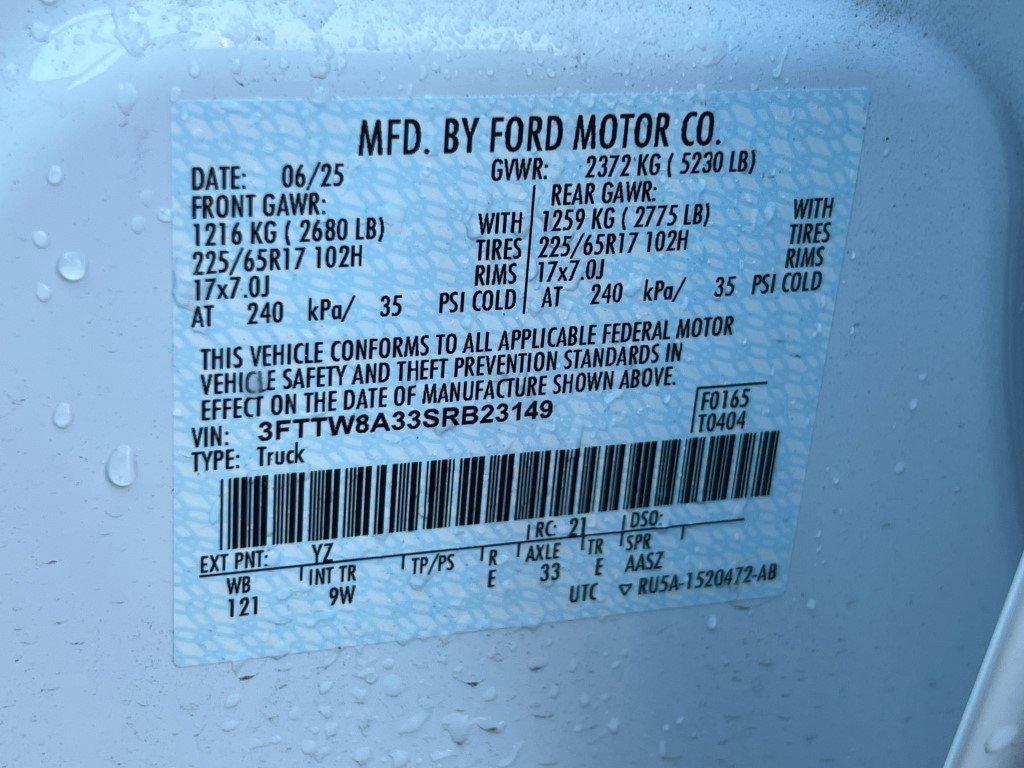 MFD. BY FORD MOTOR CO.
DATE: 06/25 GVWR: 2372 KG ( 5230 LB)
FRONT GAWR: REAR GAWR:
1216 KG ( 2680 LB) WITH 1259 KG ( 2775 LB) WITH
225/65R17 102H TIRES 225/65R17 102H TIRES
17x7.0J RIMS 17x7.0J RIMS
AT 240 kPa/ 35 PSI COLD AT 240 kPa/ 35 PSI COLD
THIS VEHICLE CONFORMS TO ALL APPLICABLE FEDERAL MOTOR
VEHICLE SAFETY AND THEFT PREVENTION STANDARDS IN
EFFECT ON THE DATE OF MANUFACTURE SHOWN ABOVE.
VIN: 3FTTW8A33SRB23149 F0165
TYPE: Truck T0404
EXT PNT: YZ RC: 21 DSO:
WB INT TR TP/PS R AXLE TR SPR
121 9W E 33 E AASZ
UTC ▽ RU5A-1520472-AB